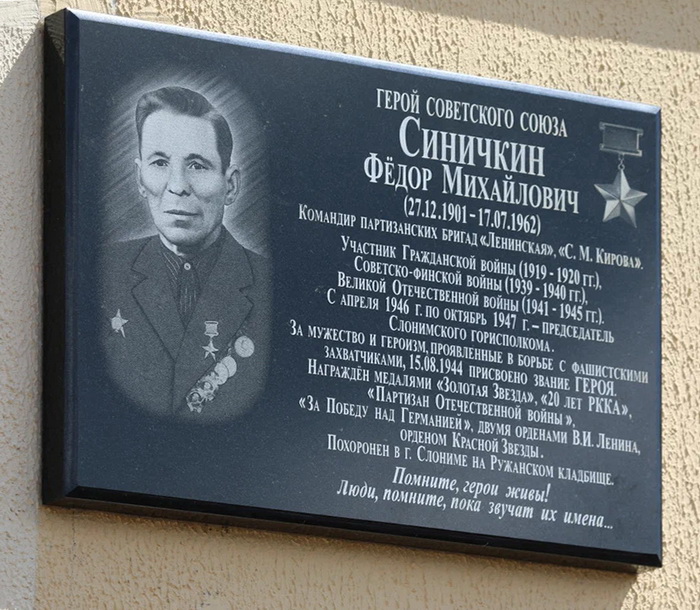 ГЕРОЙ СОВЕТСКОГО СОЮЗА
СИНИЧКИН
ФЁДОР МИХАЙЛОВИЧ
(27.12.1901 - 17.07.1962)
КОМАНДИР ПАРТИЗАНСКИХ БРИГАД «ЛЕНИНСКАЯ», «С. М. КИРОВА».
УЧАСТНИК ГРАЖДАНСКОЙ ВОЙНЫ (1919 - 1920 ГГ.),
СОВЕТСКО-ФИНСКОЙ ВОЙНЫ (1939 - 1940 ГГ.),
ВЕЛИКОЙ ОТЕЧЕСТВЕННОЙ ВОЙНЫ (1941 - 1945 ГГ.).
С АПРЕЛЯ 1946 Г. ПО ОКТЯБРЬ 1947 Г. – ПРЕДСЕДАТЕЛЬ
СЛОНИМСКОГО ГОРИСПОЛКОМА.
ЗА МУЖЕСТВО И ГЕРОИЗМ, ПРОЯВЛЕННЫЕ В БОРЬБЕ С ФАШИСТСКИМИ
ЗАХВАТЧИКАМИ, 15.08.1944 ПРИСВОЕНО ЗВАНИЕ ГЕРОЯ.
НАГРАЖДЁН МЕДАЛЯМИ «ЗОЛОТАЯ ЗВЕЗДА», «20 ЛЕТ РККА»,
«ПАРТИЗАН ОТЕЧЕСТВЕННОЙ ВОЙНЫ»,
«ЗА ПОБЕДУ НАД ГЕРМАНИЕЙ», ДВУМЯ ОРДЕНАМИ В.И. ЛЕНИНА,
ОРДЕНОМ КРАСНОЙ ЗВЕЗДЫ.
ПОХОРОНЕН В Г. СЛОНИМЕ НА РУЖАНСКОМ КЛАДБИЩЕ.
Помните, герои живы!
Люди, помните, пока звучат их имена...